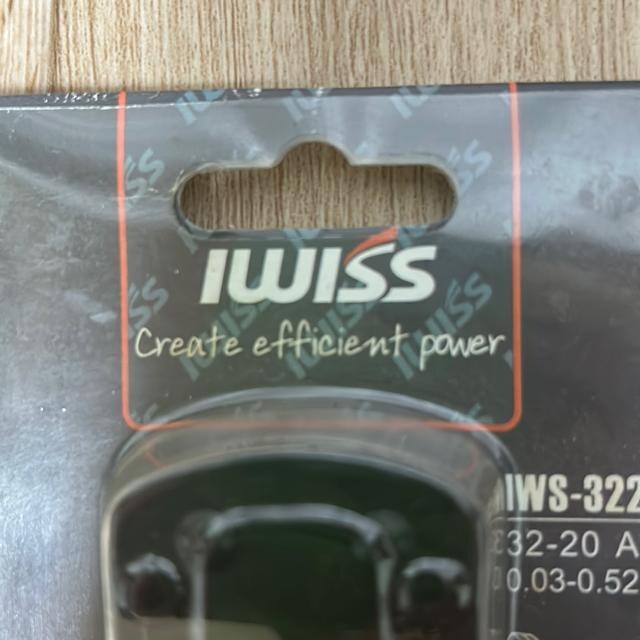 IWISS
Create efficient power
IWS-322
32-20 A
0.03-0.52